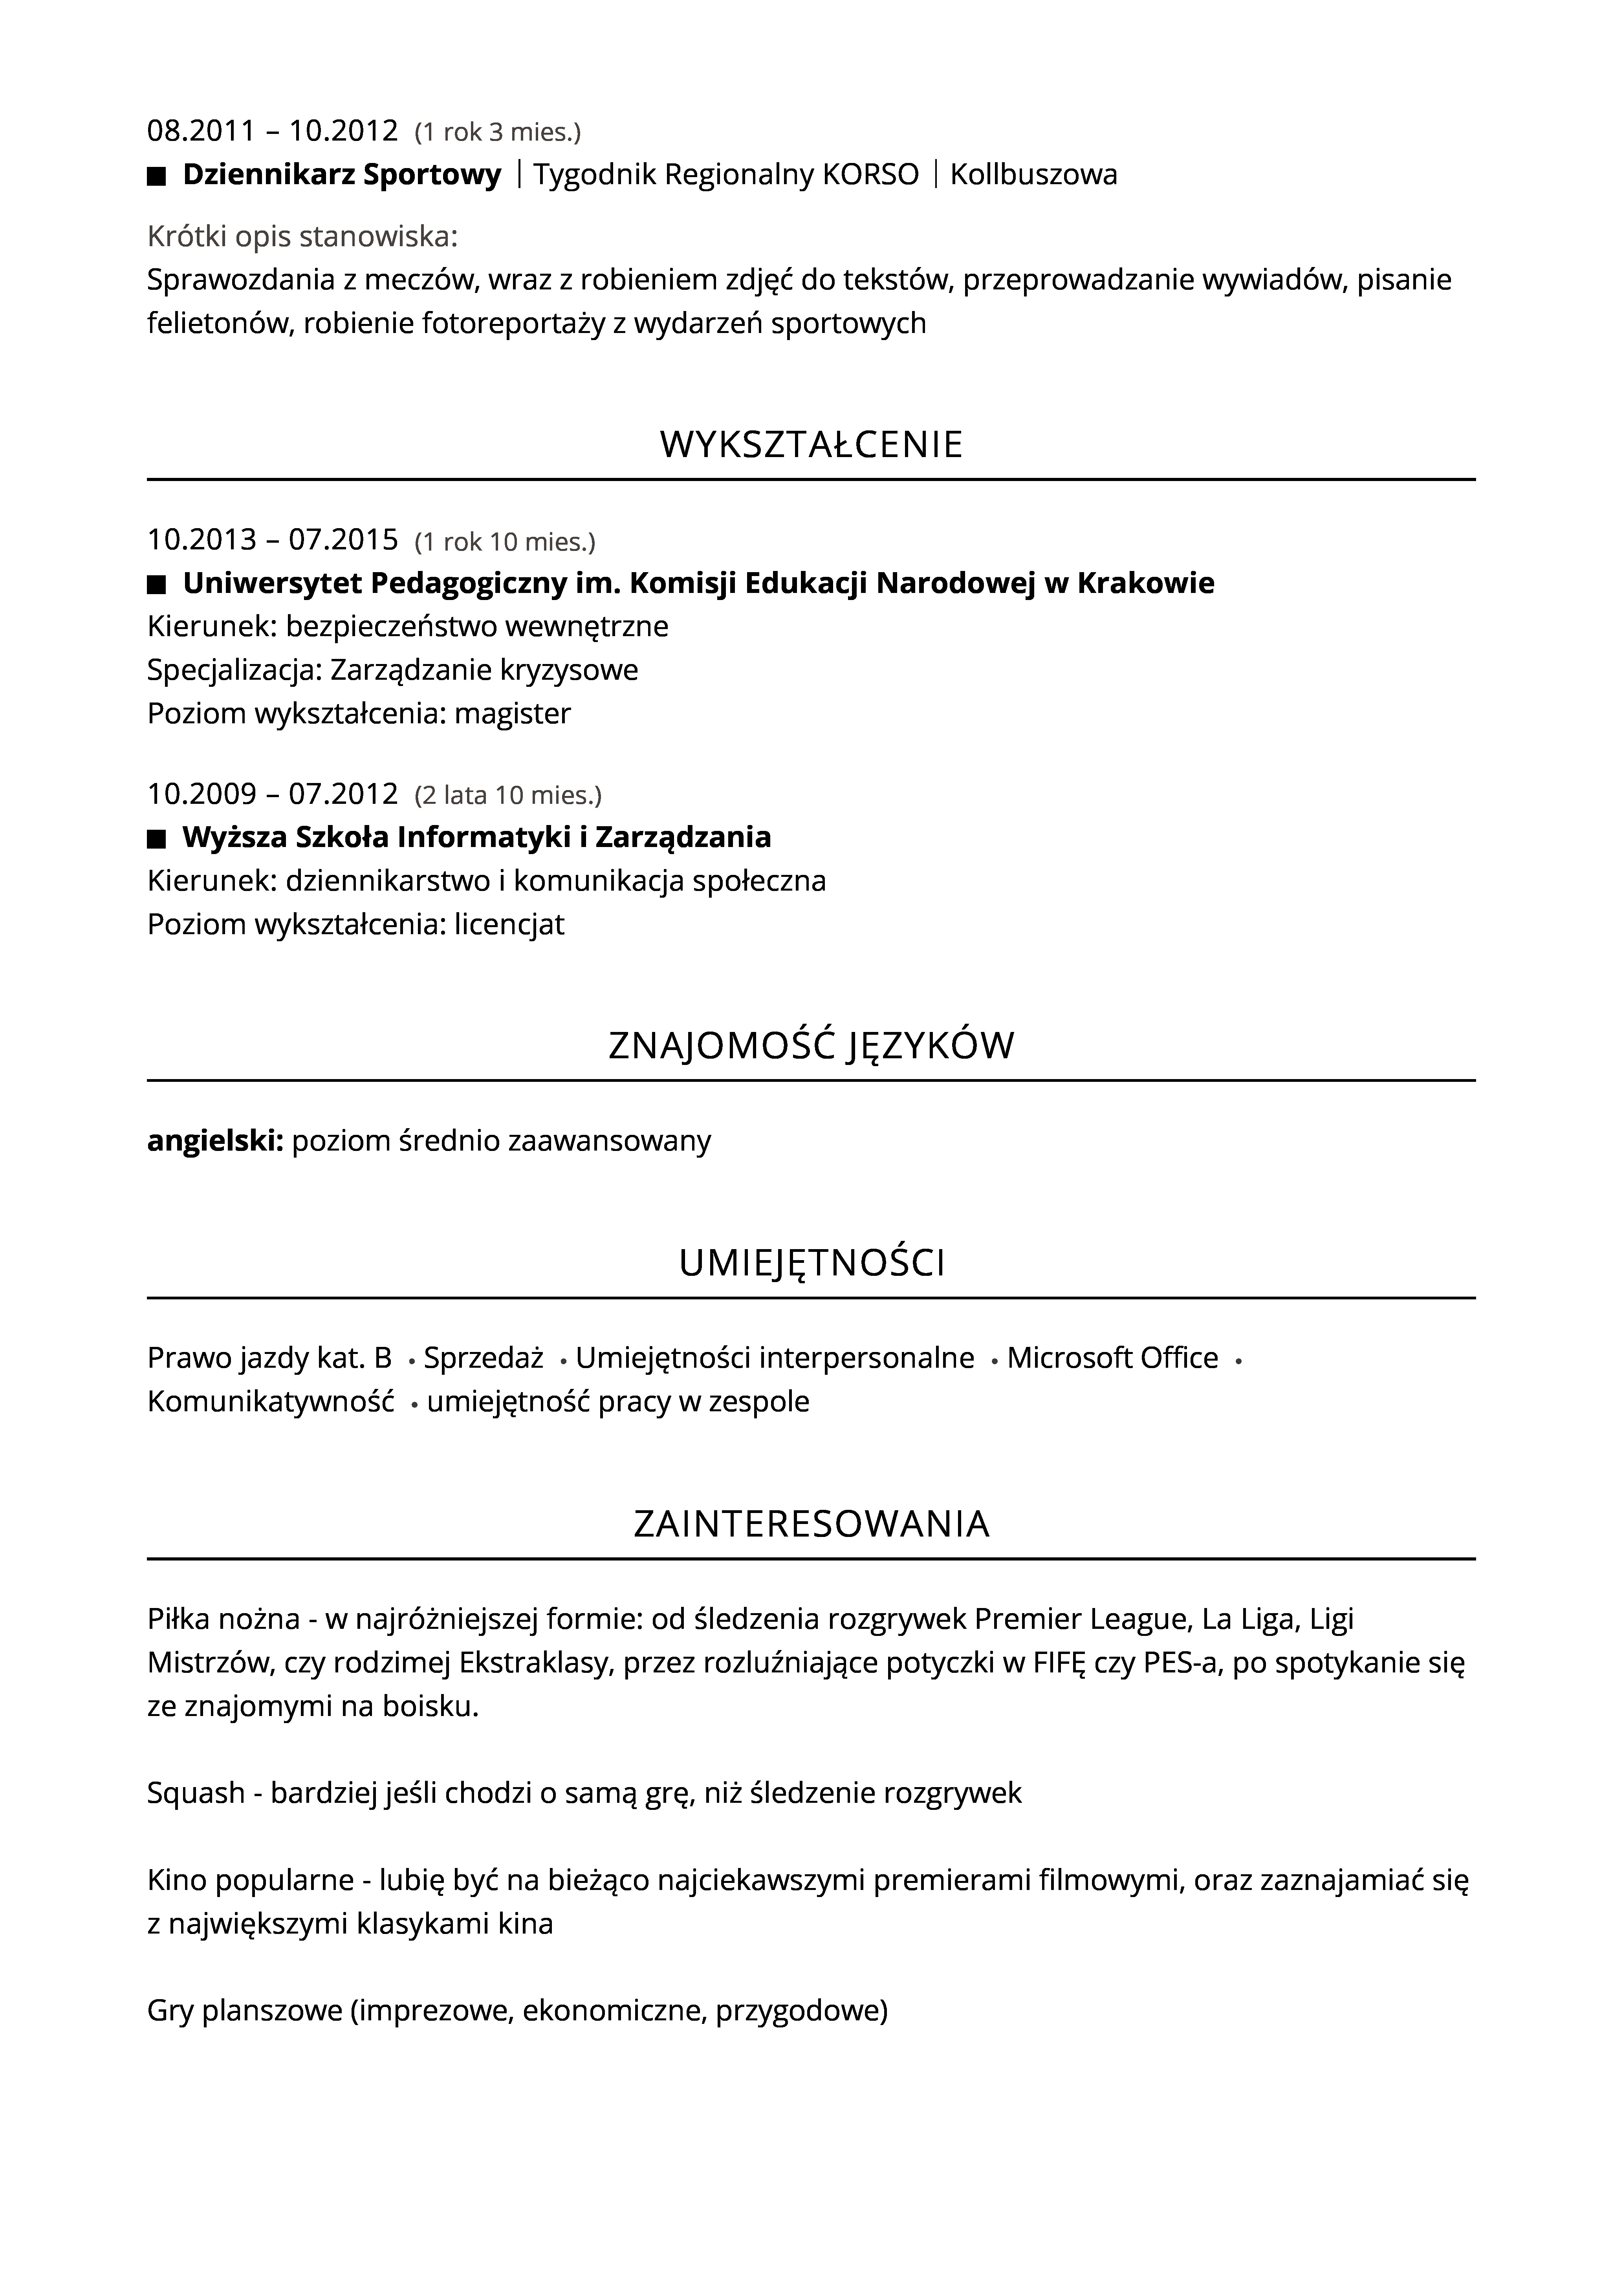 08.2011 – 10.2012 (1 rok 3 mies.)
■ Dziennikarz Sportowy | Tygodnik Regionalny KORSO | Kollbuszowa
Krótki opis stanowiska:
Sprawozdania z meczów, wraz z robieniem zdjęć do tekstów, przeprowadzanie wywiadów, pisanie
felietonów, robienie fotoreportaży z wydarzeń sportowych
WYKSZTAŁCENIE
10.2013 – 07.2015 (1 rok 10 mies.)
■ Uniwersytet Pedagogiczny im. Komisji Edukacji Narodowej w Krakowie
Kierunek: bezpieczeństwo wewnętrzne
Specjalizacja: Zarządzanie kryzysowe
Poziom wykształcenia: magister
10.2009 – 07.2012 (2 lata 10 mies.)
■ Wyższa Szkoła Informatyki i Zarządzania
Kierunek: dziennikarstwo i komunikacja społeczna
Poziom wykształcenia: licencjat
ZNAJOMOŚĆ JĘZYKÓW
angielski: poziom średnio zaawansowany
UMIEJĘTNOŚCI
Prawo jazdy kat. B • Sprzedaż • Umiejętności interpersonalne • Microsoft Office •
Komunikatywność • umiejętność pracy w zespole
ZAINTERESOWANIA
Piłka nożna - w najróżniejszej formie: od śledzenia rozgrywek Premier League, La Liga, Ligi
Mistrzów, czy rodzimej Ekstraklasy, przez rozluźniające potyczki w FIFĘ czy PES-a, po spotykanie się
ze znajomymi na boisku.
Squash - bardziej jeśli chodzi o samą grę, niż śledzenie rozgrywek
Kino popularne - lubię być na bieżąco najciekawszymi premierami filmowymi, oraz zaznajamiać się
z największymi klasykami kina
Gry planszowe (imprezowe, ekonomiczne, przygodowe)